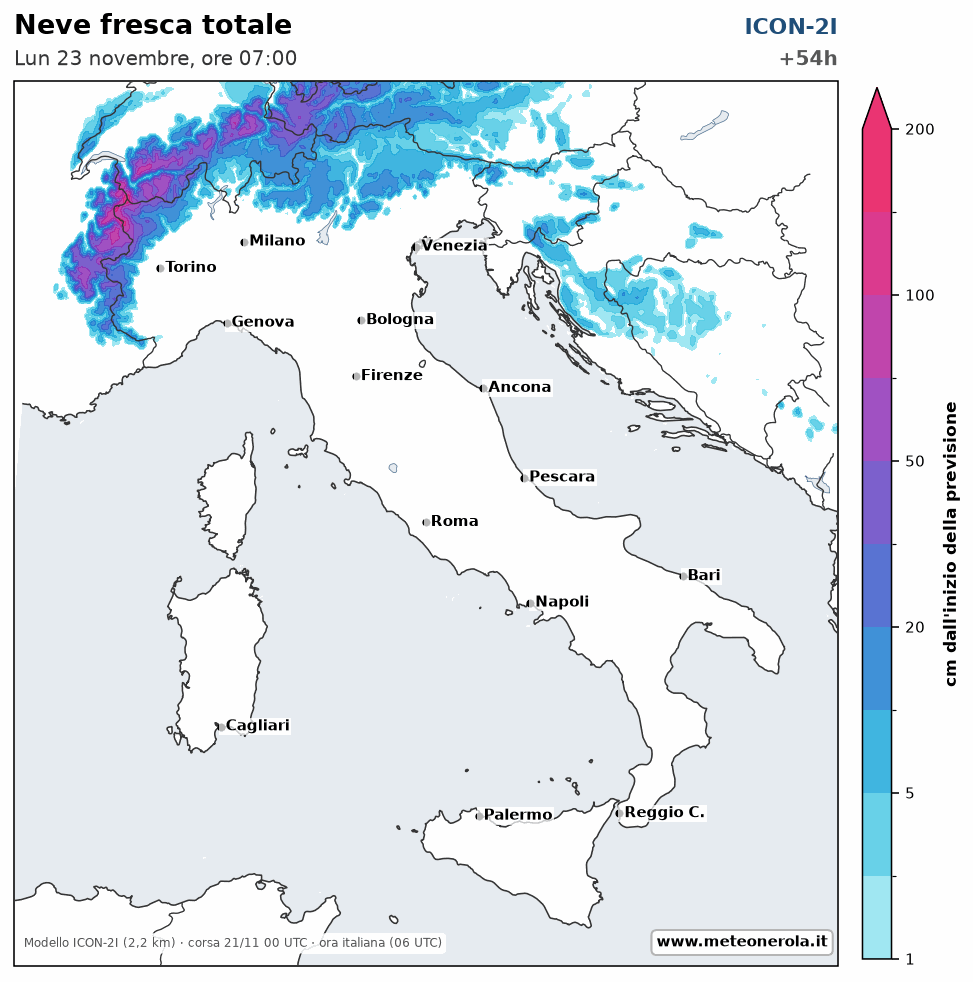 Neve fresca totale
ICON-2I
Lun 23 novembre, ore 07:00
+54h
200
100
50
20
5
1
cm dall'inizio della previsione
Milano
Venezia
Torino
Genova
Bologna
Firenze
Ancona
Pescara
Roma
Bari
Napoli
Cagliari
Palermo
Reggio C.
Modello ICON-2I (2,2 km) · corsa 21/11 00 UTC · ora italiana (06 UTC)
www.meteonerola.it